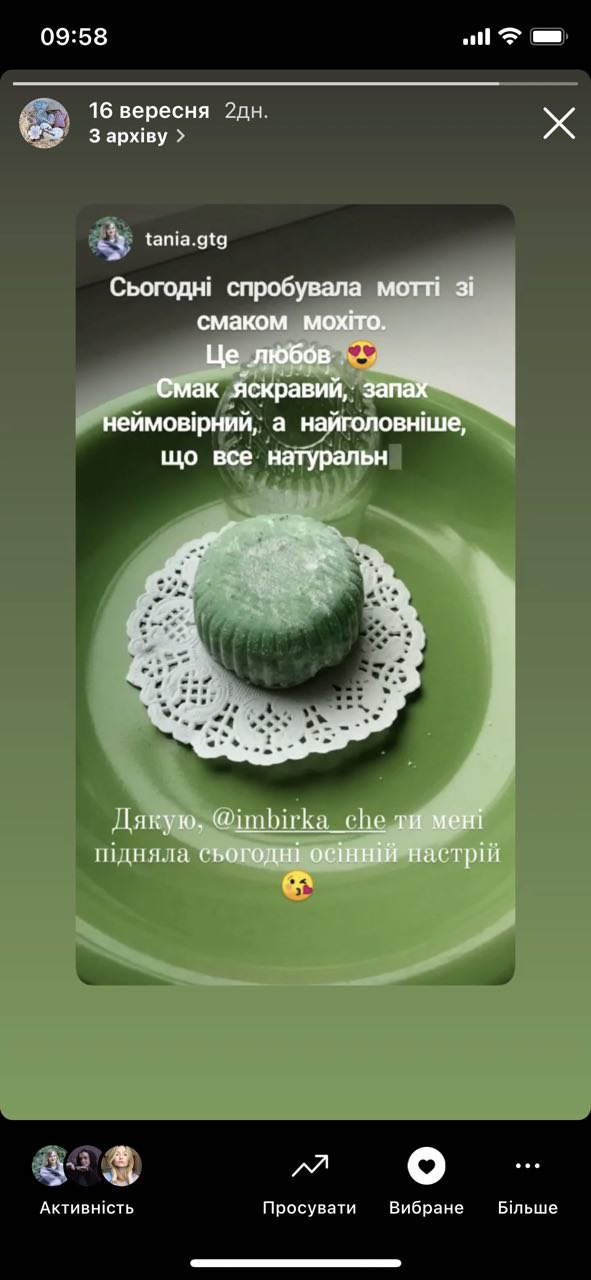 09:58
16 вересня 2дн.
З архіву
tania.gtg
Сьогодні спробувала мотті зі
смаком мохіто.
Це любов 😍
Смак яскравий, запах
неймовірний, а найголовніше,
що все натуральн
Дякую, @imbirka_che ти мені
підняла сьогодні осінній настрій
😘
Активність
Просувати
Вибране
Більше